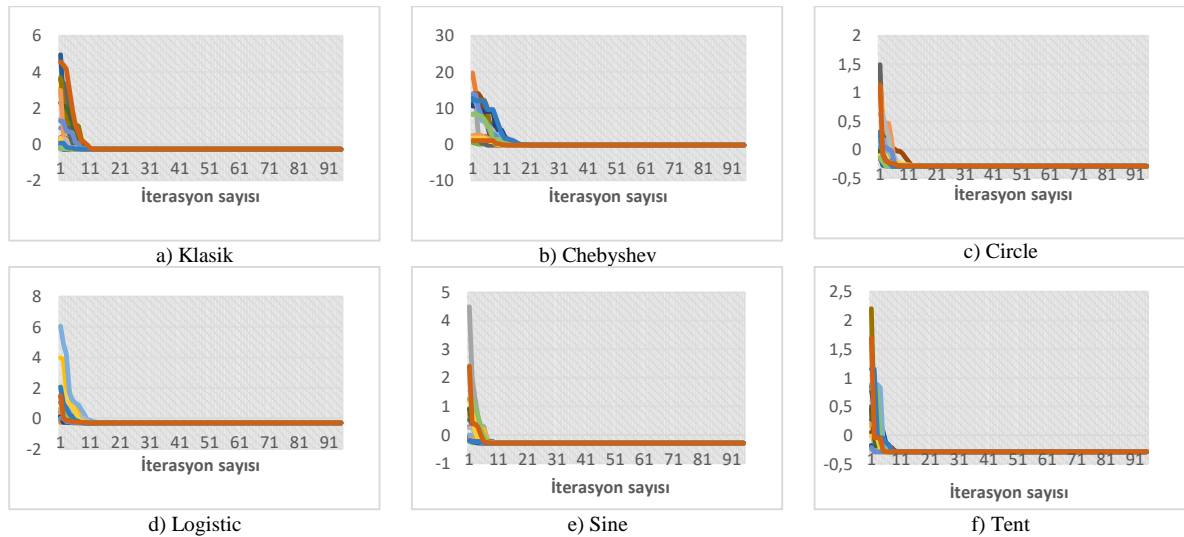 6
4
2
0
-2
1 11 21 31 41 51 61 71 81 91
İterasyon sayısı
a) Klasik
30
20
10
0
-10
1 11 21 31 41 51 61 71 81 91
İterasyon sayısı
b) Chebyshev
2
1,5
1
0,5
0
-0,5
1 11 21 31 41 51 61 71 81 91
İterasyon sayısı
c) Circle
8
6
4
2
0
-2
1 11 21 31 41 51 61 71 81 91
İterasyon sayısı
d) Logistic
5
4
3
2
1
0
-1
1 11 21 31 41 51 61 71 81 91
İterasyon sayısı
e) Sine
2,5
2
1,5
1
0,5
0
-0,5
1 11 21 31 41 51 61 71 81 91
İterasyon sayısı
f) Tent